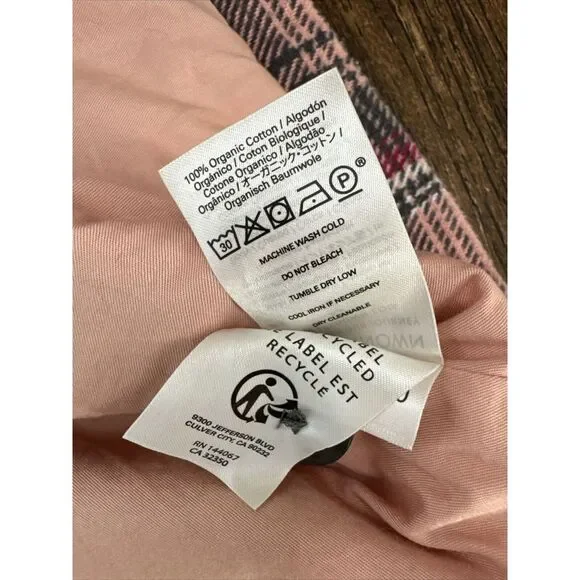 100% Organic Cotton / Algodón
Orgánico / Coton Biologique /
Cotone Organico / Algodão
Orgânico / オーガニック・コットン /
Organisch Baumwole
30
P
MACHINE WASH COLD
DO NOT BLEACH
TUMBLE DRY LOW
COOL IRON IF NECESSARY
DRY CLEANABLE
LABEL
CYCLED
LABEL EST
RECYCLÉ
9300 JEFFERSON BLVD
CULVER CITY, CA 90232
RN 144067
CA 32350